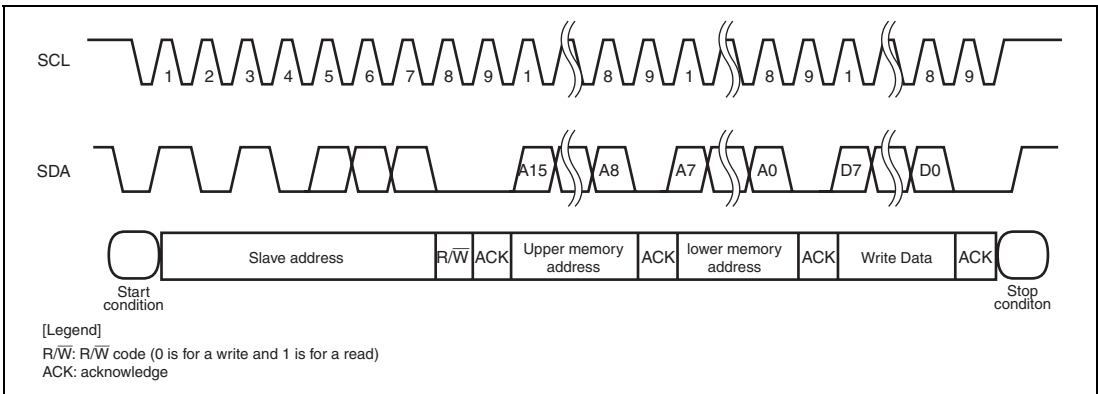 SCL
1 2 3 4 5 6 7 8 9 1 8 9 1 8 9 1 8 9
SDA
A15 A8 A7 A0 D7 D0
Slave address R/W̅ ACK Upper memory address ACK lower memory address ACK Write Data ACK
Start condition
Stop conditon
[Legend]
R/W̅: R/W̅ code (0 is for a write and 1 is for a read)
ACK: acknowledge